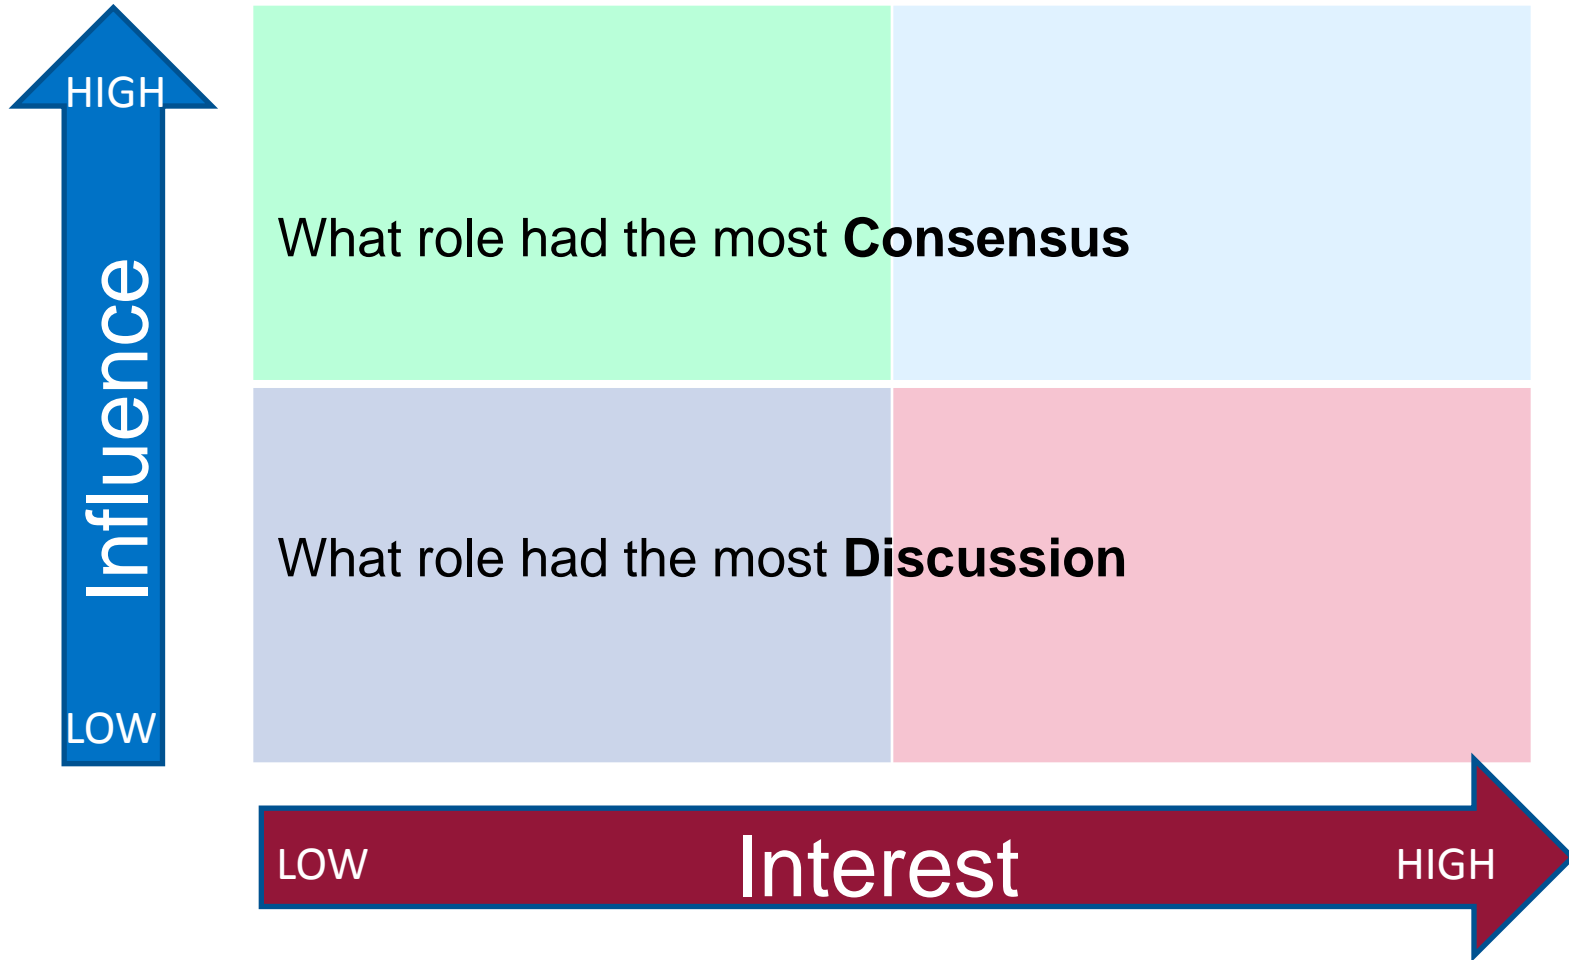 HIGH
What role had the most Consensus
Influence
What role had the most Discussion
LOW
LOW Interest HIGH